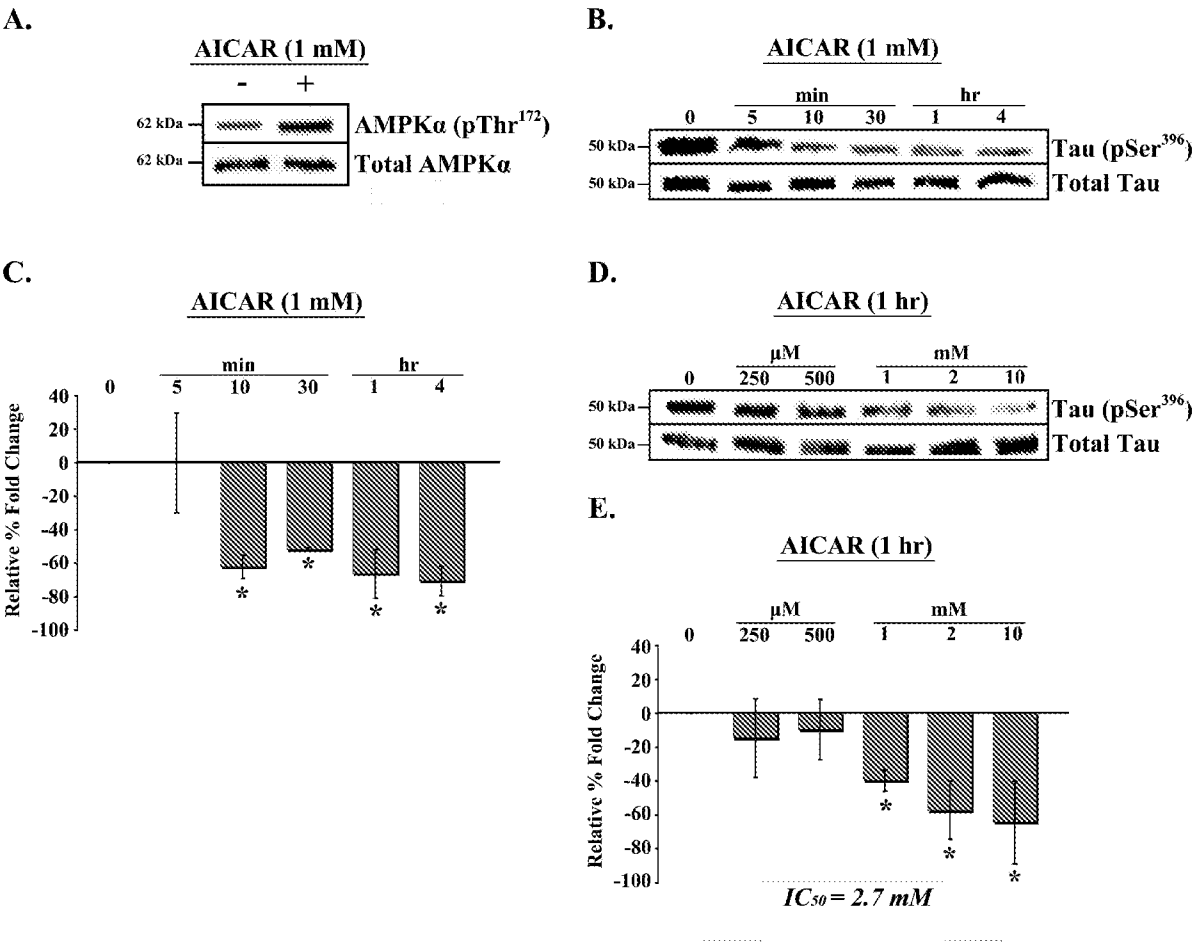 A.
AICAR (1 mM)
- +
62 kDa AMPKα (pThr172)
62 kDa Total AMPKα
B.
AICAR (1 mM)
min hr
0 5 10 30 1 4
50 kDa Tau (pSer396)
50 kDa Total Tau
C.
AICAR (1 mM)
min hr
0 5 10 30 1 4
Relative % Fold Change
40
20
0
-20
-40
-60
-80
-100
* * * *
D.
AICAR (1 hr)
μM mM
0 250 500 1 2 10
50 kDa Tau (pSer396)
50 kDa Total Tau
E.
AICAR (1 hr)
μM mM
0 250 500 1 2 10
Relative % Fold Change
40
20
0
-20
-40
-60
-80
-100
* * *
IC50 = 2.7 mM